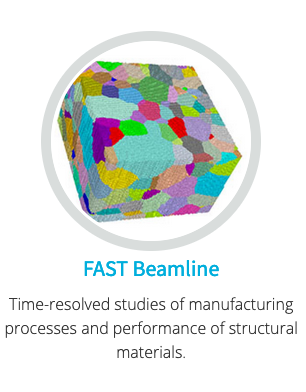 FAST Beamline
Time-resolved studies of manufacturing
processes and performance of structural
materials.